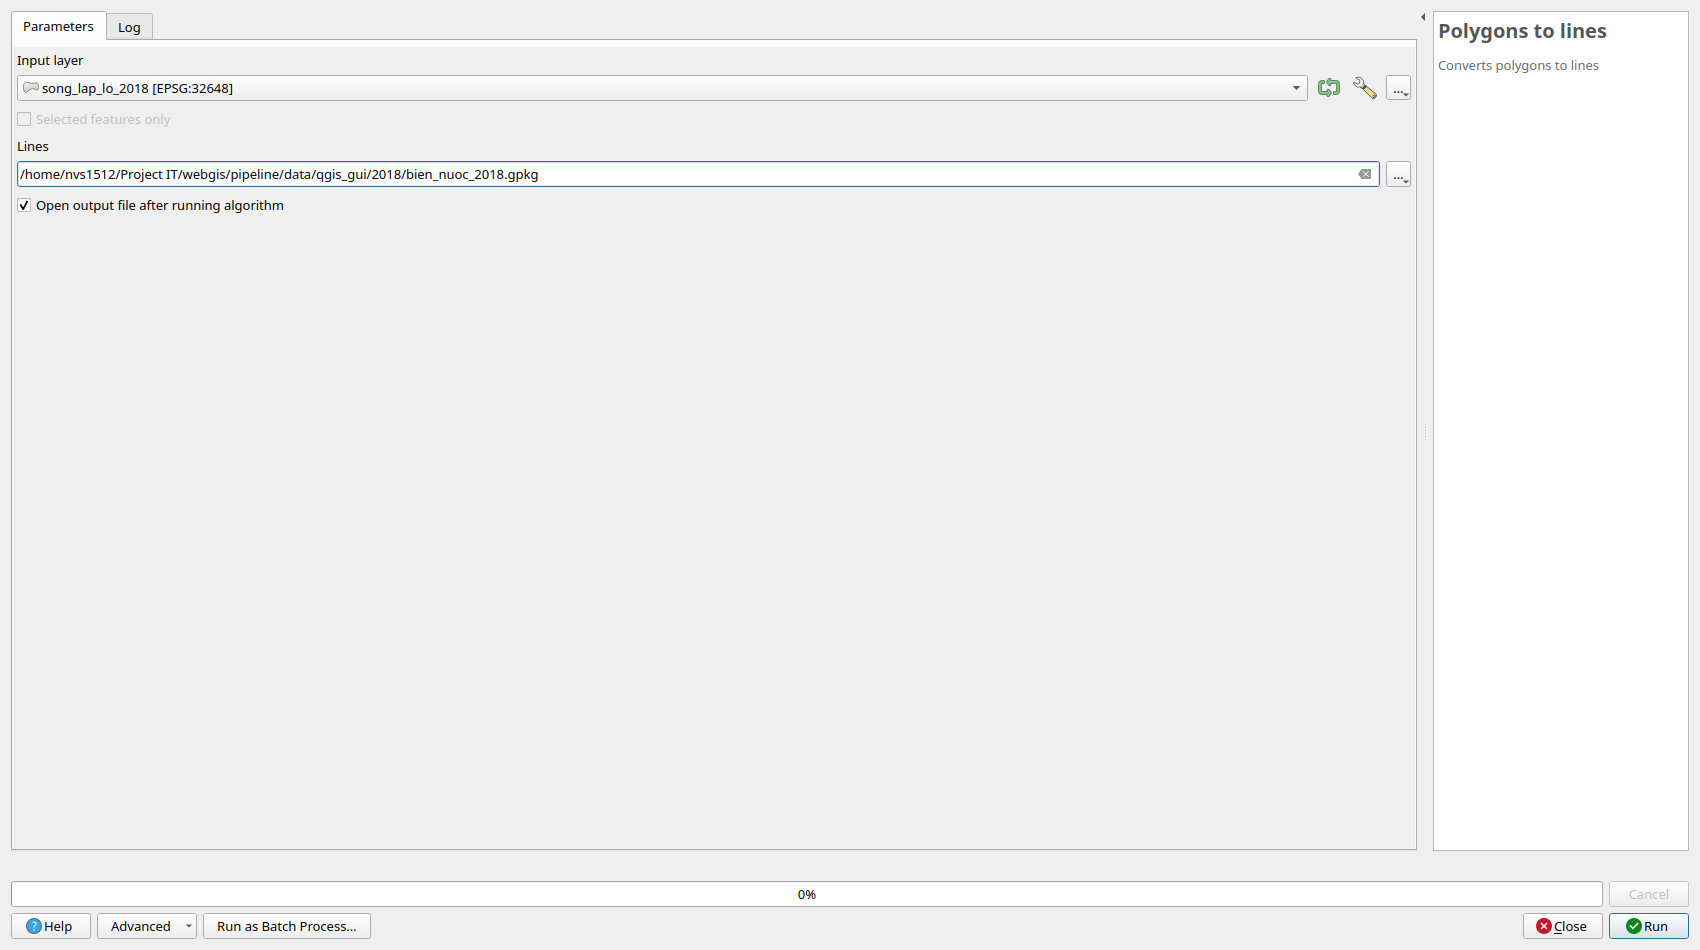 Parameters
Log
Input layer
song_lap_lo_2018 [EPSG:32648]
...
Selected features only
Lines
/home/nvs1512/Project IT/webgis/pipeline/data/qgis_gui/2018/bien_nuoc_2018.gpkg
...
Open output file after running algorithm
Polygons to lines
Converts polygons to lines
0%
Cancel
? Help
Advanced
Run as Batch Process...
Close
Run